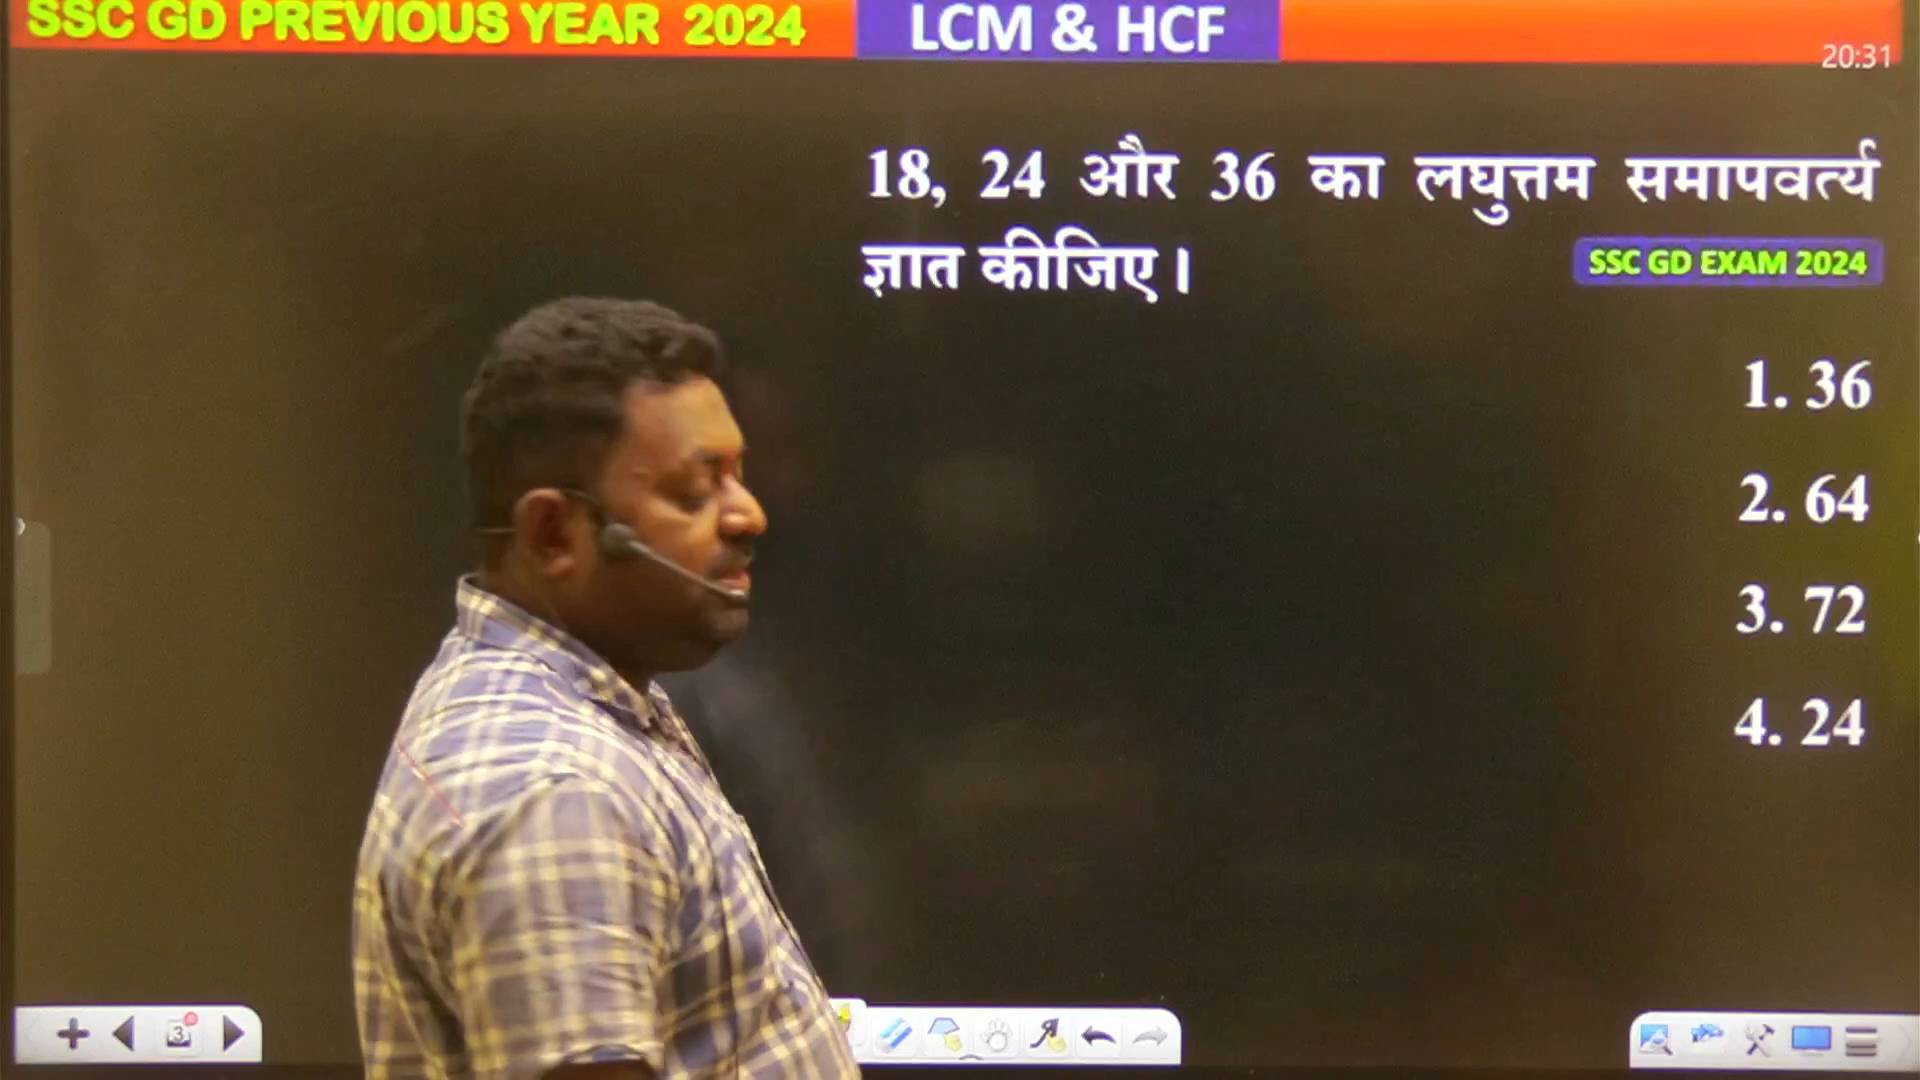 SSC GD PREVIOUS YEAR 2024
LCM & HCF
20:31
18, 24 और 36 का लघुत्तम समापवर्त्य
ज्ञात कीजिए।
SSC GD EXAM 2024
1. 36
2. 64
3. 72
4. 24
3